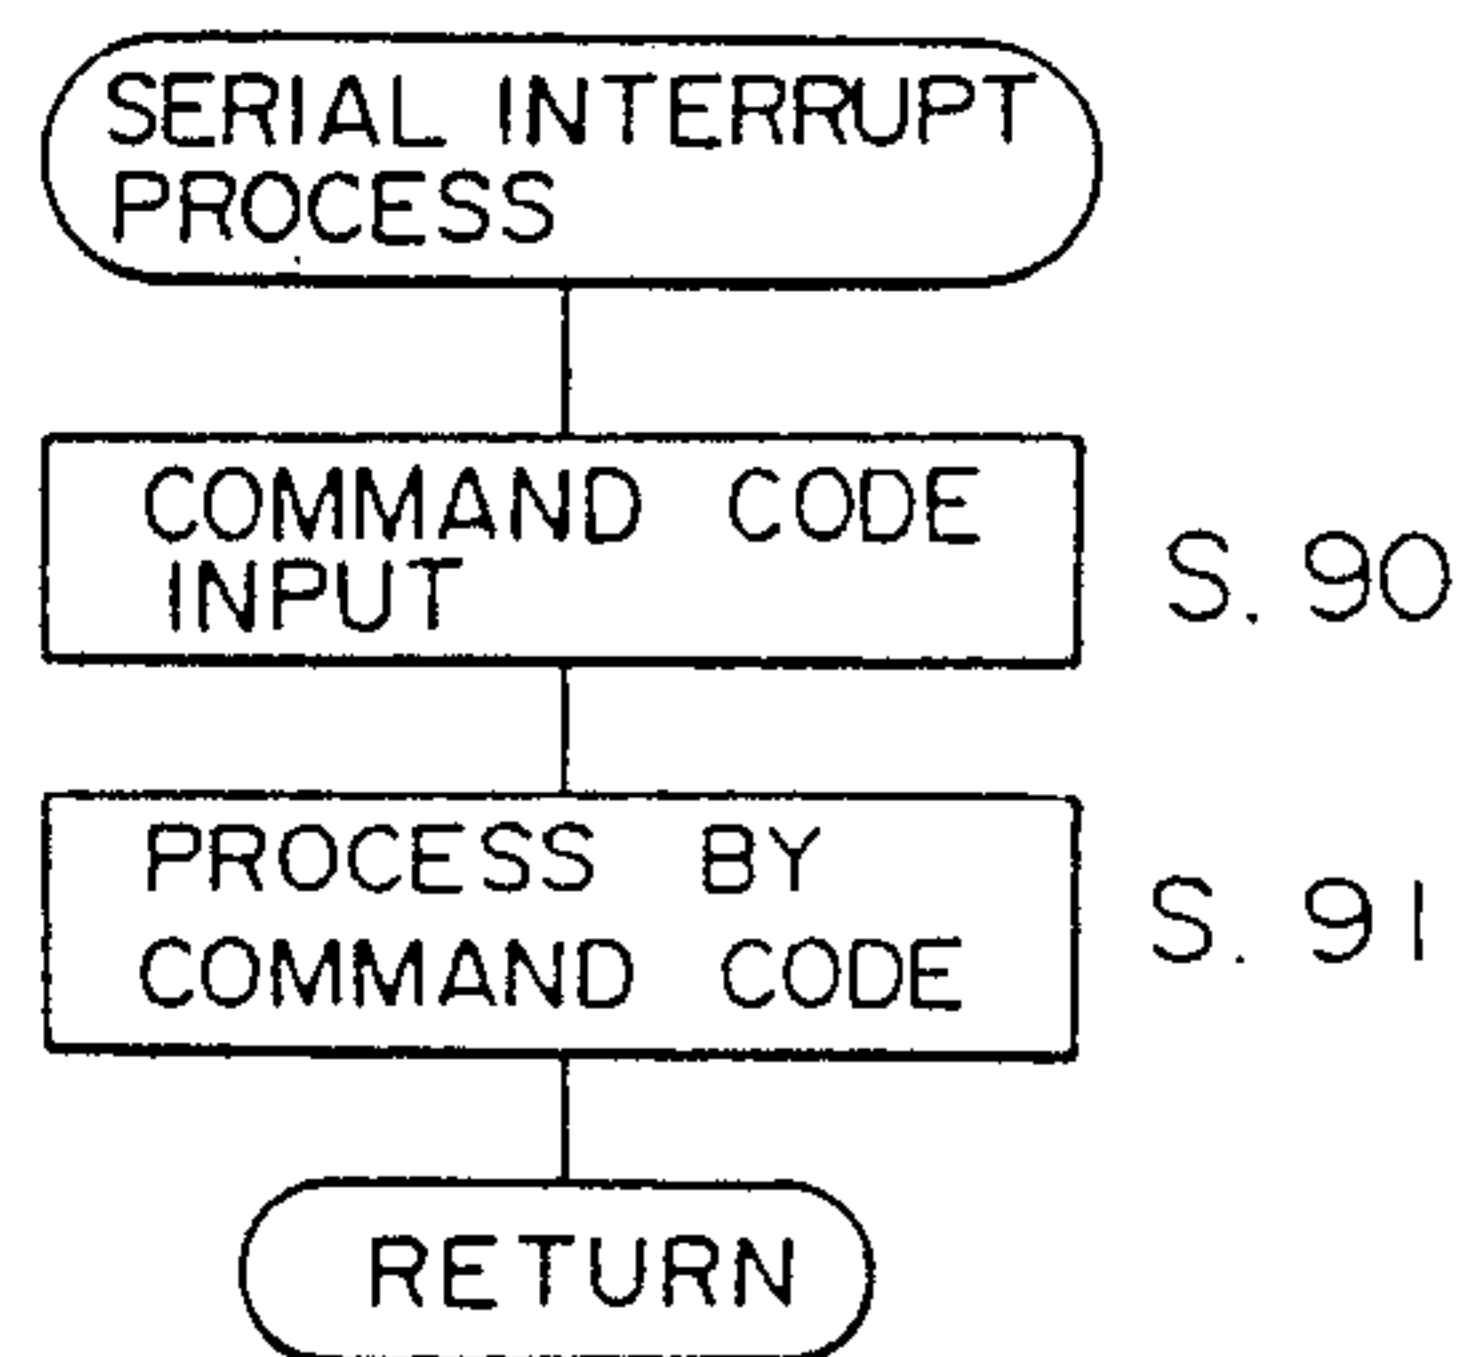 SERIAL INTERRUPT
PROCESS
COMMAND CODE
INPUT
S. 90
PROCESS BY
COMMAND CODE
S. 91
RETURN